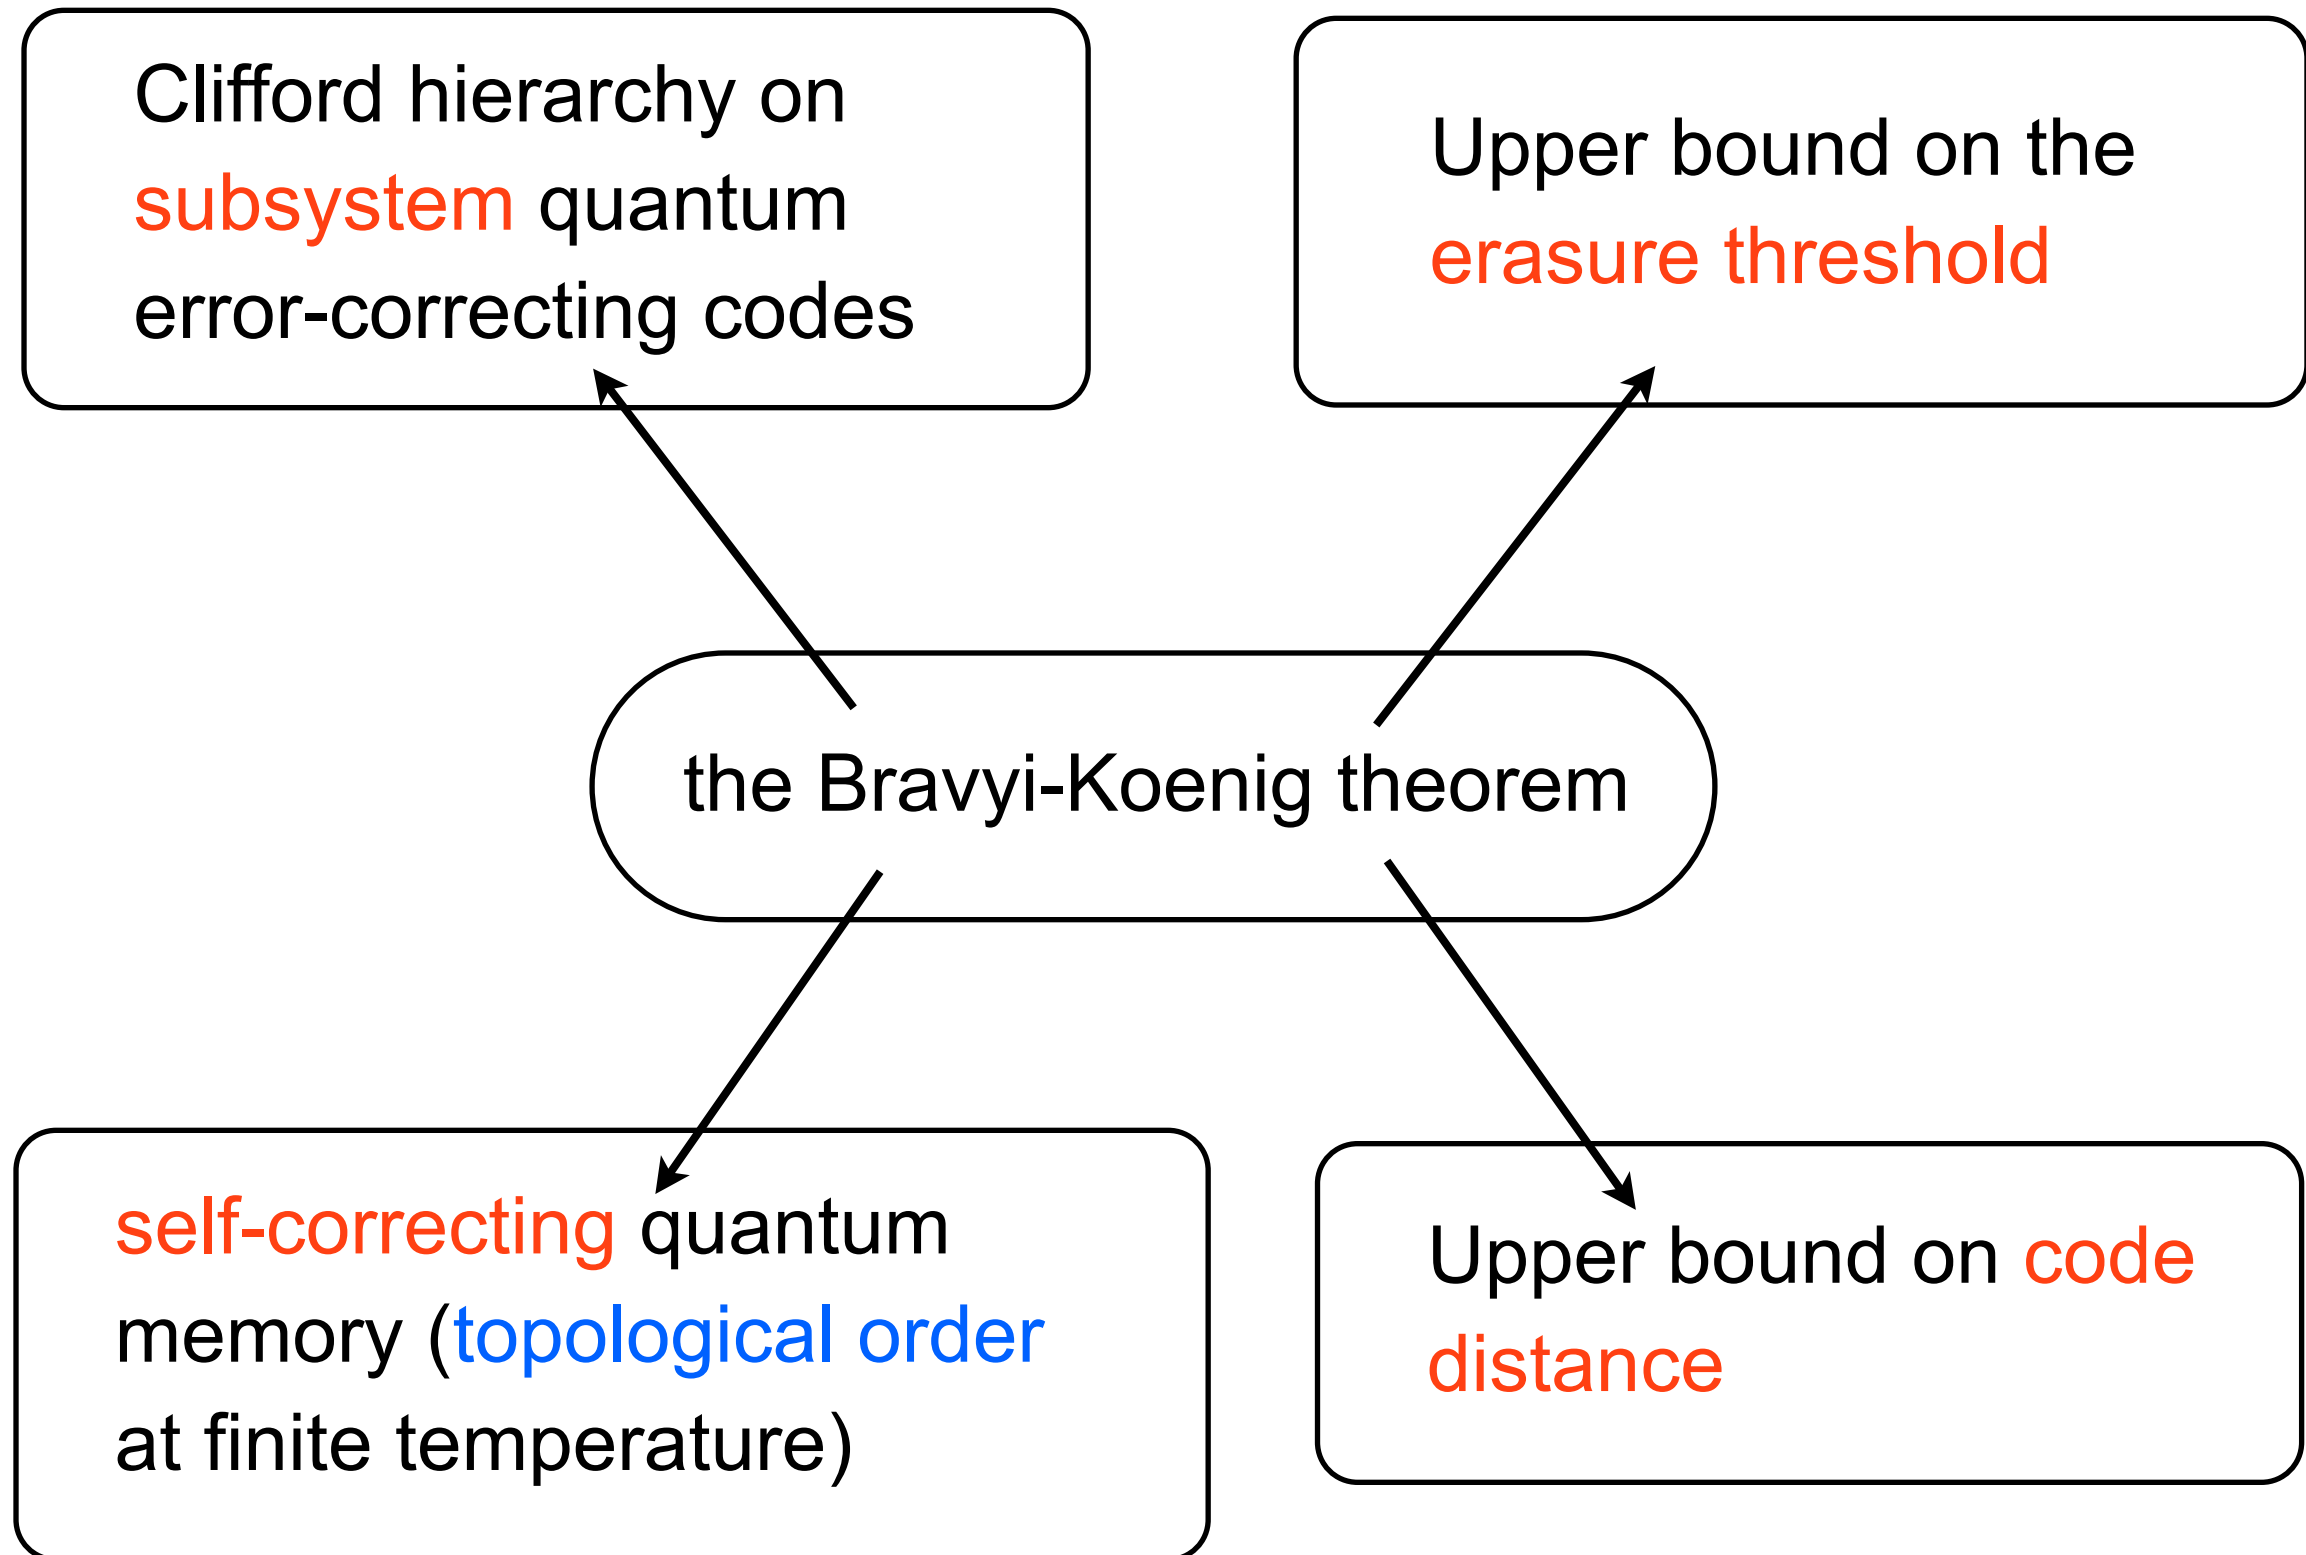 Clifford hierarchy on
subsystem quantum
error-correcting codes
Upper bound on the
erasure threshold
the Bravyi-Koenig theorem
self-correcting quantum
memory (topological order
at finite temperature)
Upper bound on code
distance